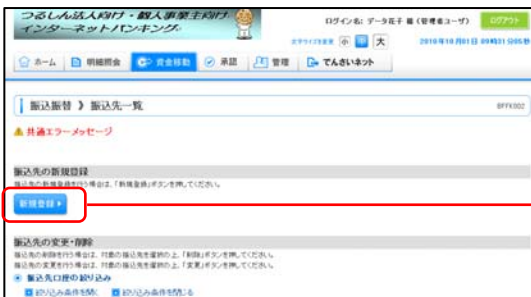 つるしん法人向け・個人事業主向け
インターネットバンキング
ログイン名: データ花子 様 (管理者ユーザ)
ログアウト
文字サイズ変更 小 中 大
2010年10月01日 09時31分05秒
ホーム 明細照会 資金移動 承認 管理 でんさいネット
振込振替 》 振込先一覧
BFFK002
共通エラーメッセージ
振込先の新規登録
振込先の新規登録を行う場合は、「新規登録」ボタンを押してください。
新規登録
振込先の変更・削除
振込先の削除を行う場合は、対象の振込先を選択の上、「削除」ボタンを押してください。
振込先の変更を行う場合は、対象の振込先を選択の上、「変更」ボタンを押してください。
振込先口座の絞り込み
絞り込み条件を開く 絞り込み条件を閉じる